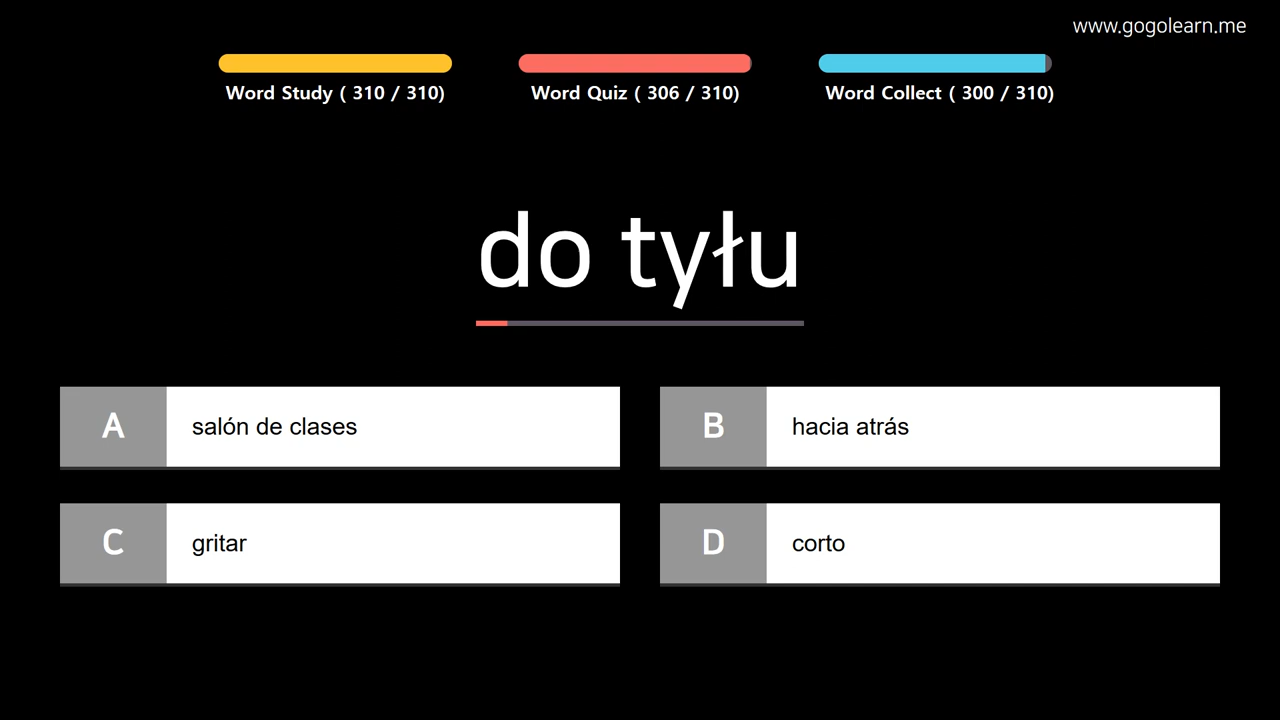 www.gogolearn.me
Word Study ( 310 / 310)
Word Quiz ( 306 / 310)
Word Collect ( 300 / 310)
do tyłu
A salón de clases
B hacia atrás
C gritar
D corto